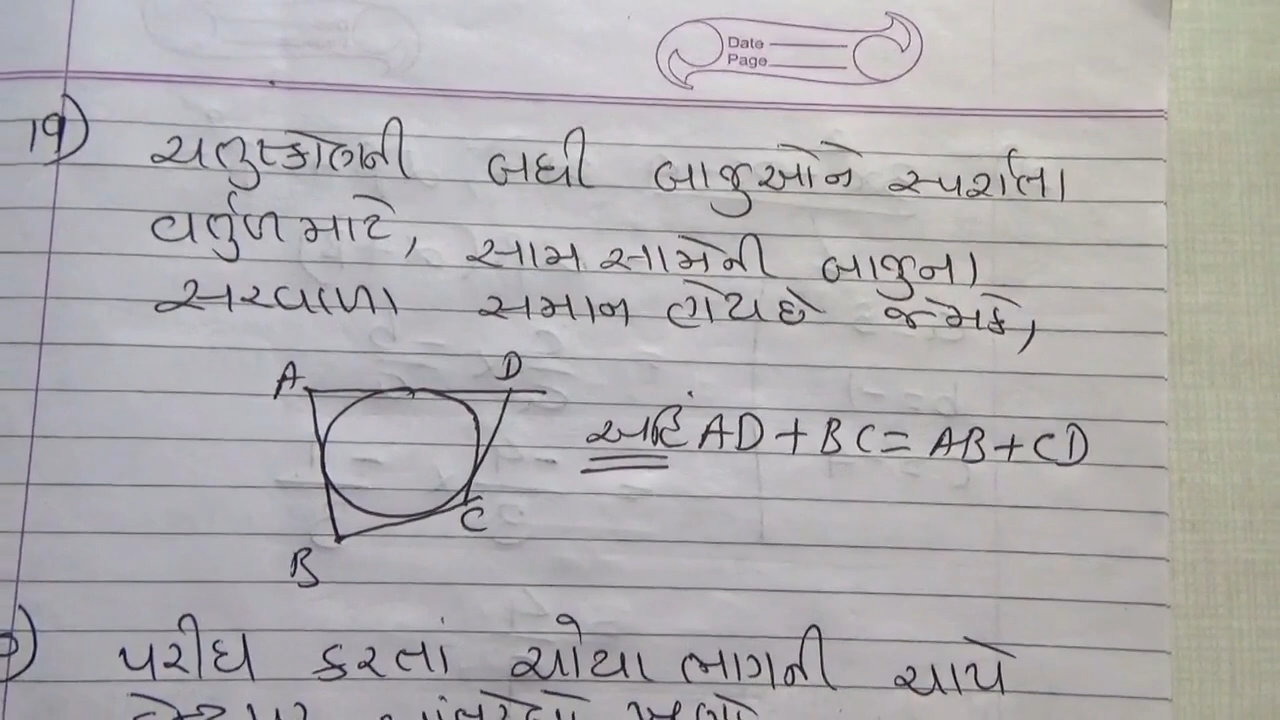 Date
Page
19)
ચતુષ્કોણની બધી બાજુઓને સ્પર્શતા
વર્તુળ માટે, સામ સામેની બાજુના
સરવાળા સમાન હોય છે જેમકે,
A D
અહિં AD + BC = AB + CD
C
B
પરીઘ કરતાં ચોથા ભાગની ચાપે